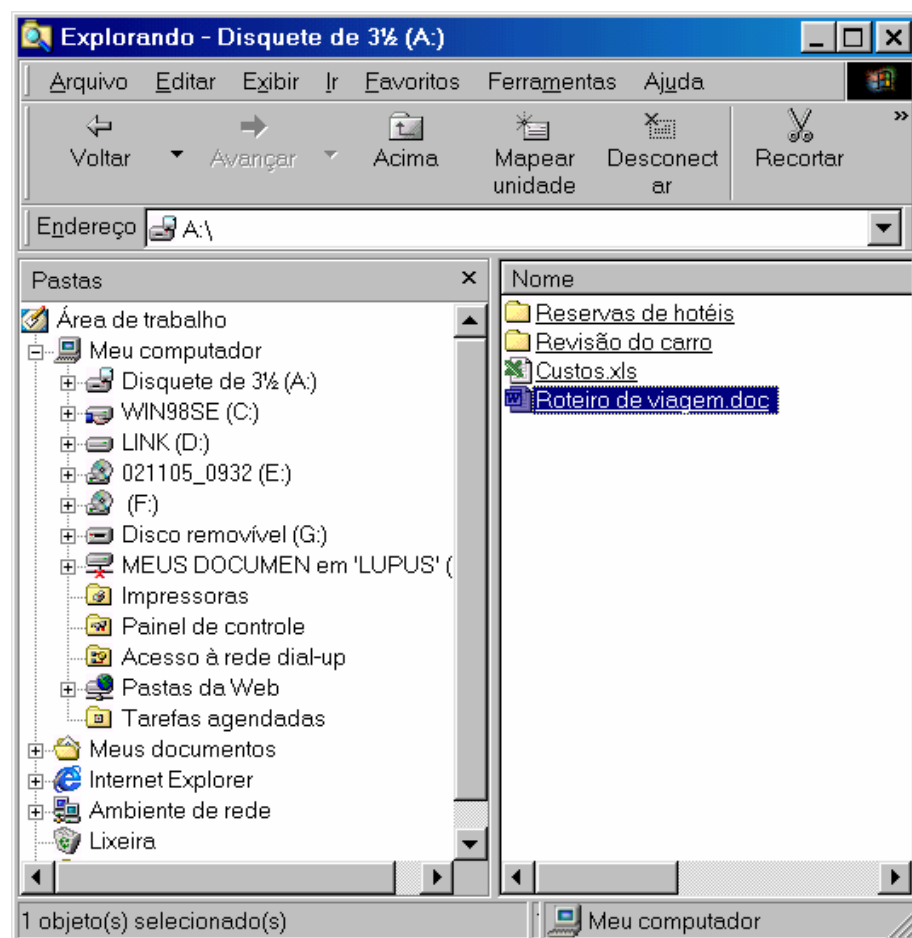 Explorando - Disquete de 3½ (A:)
Arquivo Editar Exibir Ir Favoritos Ferramentas Ajuda
Voltar Avançar Acima Mapear unidade Desconectar Recortar »
Endereço A:\
Pastas
Área de trabalho
Meu computador
Disquete de 3½ (A:)
WIN98SE (C:)
LINK (D:)
021105_0932 (E:)
(F:)
Disco removível (G:)
MEUS DOCUMEN em 'LUPUS' (
Impressoras
Painel de controle
Acesso à rede dial-up
Pastas da Web
Tarefas agendadas
Meus documentos
Internet Explorer
Ambiente de rede
Lixeira
Nome
Reservas de hotéis
Revisão do carro
Custos.xls
Roteiro de viagem.doc
1 objeto(s) selecionado(s)
Meu computador